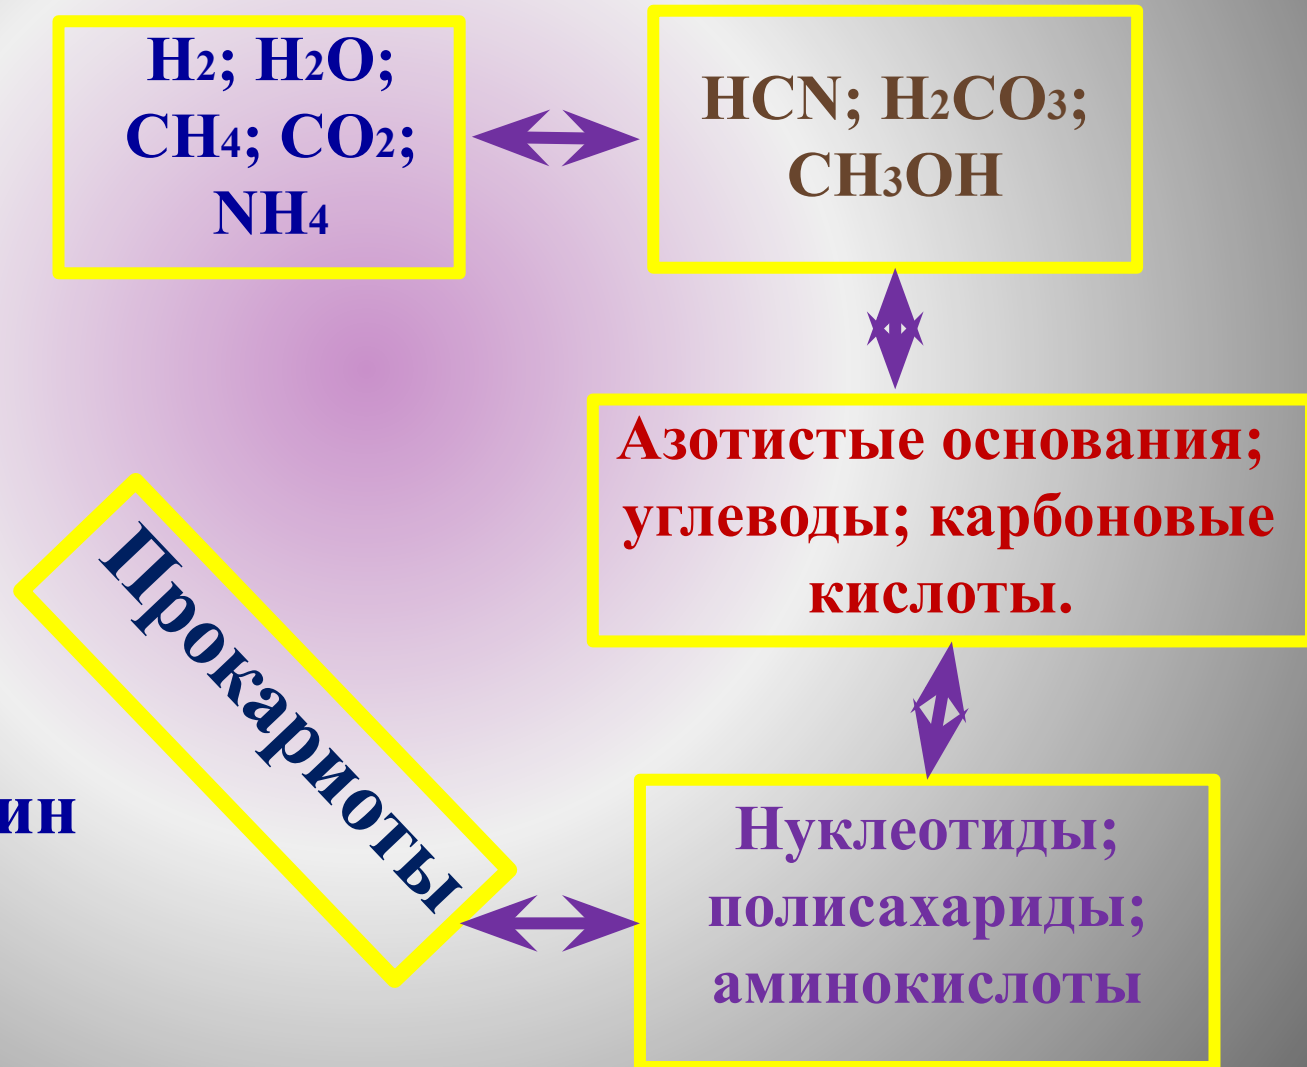 H2; H2O;
CH4; CO2;
NH4
HCN; H2CO3;
CH3OH
Азотистые основания;
углеводы; карбоновые
кислоты.
Прокариоты
ин
Нуклеотиды;
полисахариды;
аминокислоты